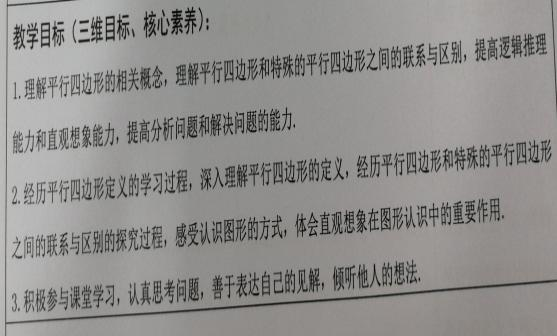 教学目标（三维目标、核心素养）：
1.理解平行四边形的相关概念，理解平行四边形和特殊的平行四边形之间的联系与区别，提高逻辑推理
能力和直观想象能力，提高分析问题和解决问题的能力.
2.经历平行四边形定义的学习过程，深入理解平行四边形的定义，经历平行四边形和特殊的平行四边形
之间的联系与区别的探究过程，感受认识图形的方式，体会直观想象在图形认识中的重要作用.
3.积极参与课堂学习，认真思考问题，善于表达自己的见解，倾听他人的想法.